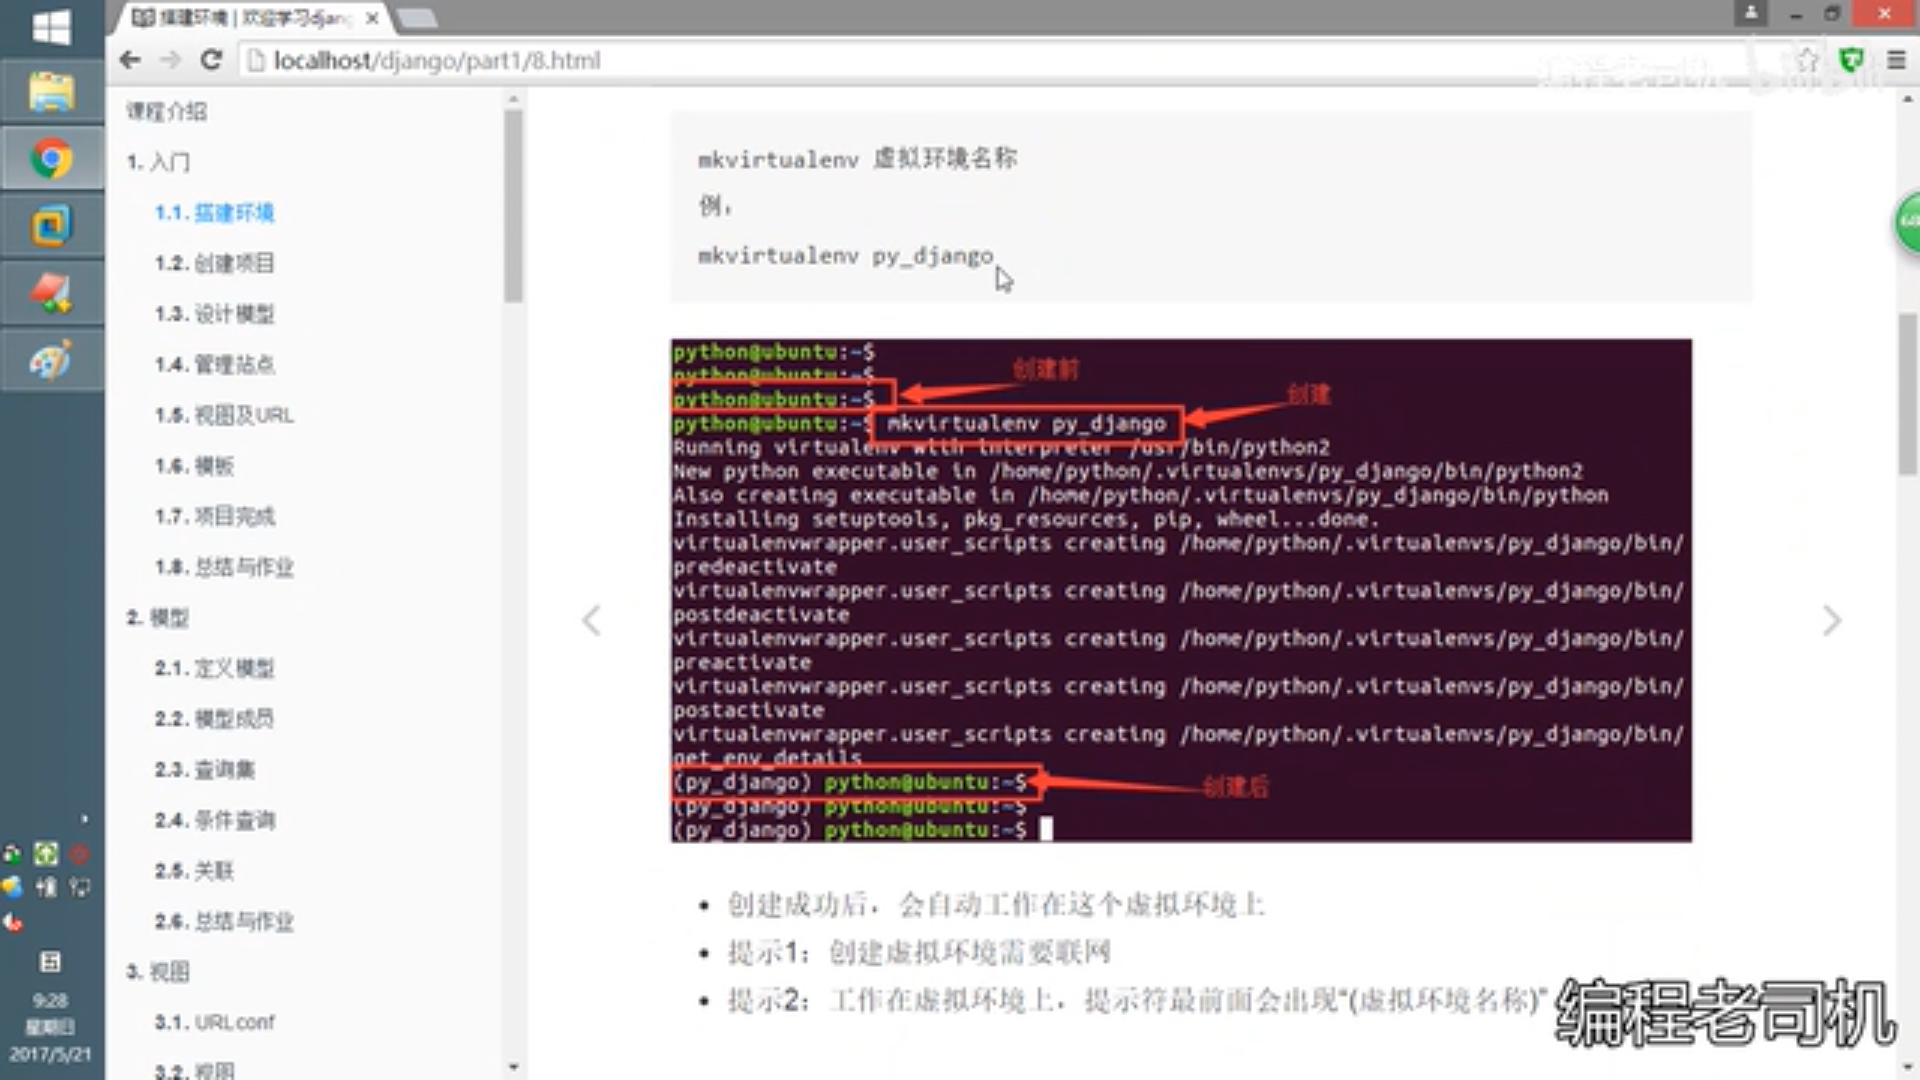 搭建环境 | 欢迎学习djang
localhost/django/part1/8.html
课程介绍
1. 入门
1.1. 搭建环境
1.2. 创建项目
1.3. 设计模型
1.4. 管理站点
1.5. 视图及URL
1.6. 模板
1.7. 项目完成
1.8. 总结与作业
2. 模型
2.1. 定义模型
2.2. 模型成员
2.3. 查询集
2.4. 条件查询
2.5. 关联
2.6. 总结与作业
3. 视图
3.1. URLconf
3.2. 视图
mkvirtualenv 虚拟环境名称
例，
mkvirtualenv py_django
python@ubuntu:~$
python@ubuntu:~$
创建前
python@ubuntu:~$
创建
python@ubuntu:~$ mkvirtualenv py_django
Running virtualenv with interpreter /usr/bin/python2
New python executable in /home/python/.virtualenvs/py_django/bin/python2
Also creating executable in /home/python/.virtualenvs/py_django/bin/python
Installing setuptools, pkg_resources, pip, wheel...done.
virtualenvwrapper.user_scripts creating /home/python/.virtualenvs/py_django/bin/
predeactivate
virtualenvwrapper.user_scripts creating /home/python/.virtualenvs/py_django/bin/
postdeactivate
virtualenvwrapper.user_scripts creating /home/python/.virtualenvs/py_django/bin/
preactivate
virtualenvwrapper.user_scripts creating /home/python/.virtualenvs/py_django/bin/
postactivate
virtualenvwrapper.user_scripts creating /home/python/.virtualenvs/py_django/bin/
get_env_details
(py_django) python@ubuntu:~$
创建后
(py_django) python@ubuntu:~$
(py_django) python@ubuntu:~$
• 创建成功后，会自动工作在这个虚拟环境上
• 提示1：创建虚拟环境需要联网
• 提示2：工作在虚拟环境上，提示符最前面会出现“(虚拟环境名称)”
编程老司机
9:28
星期日
2017/5/21